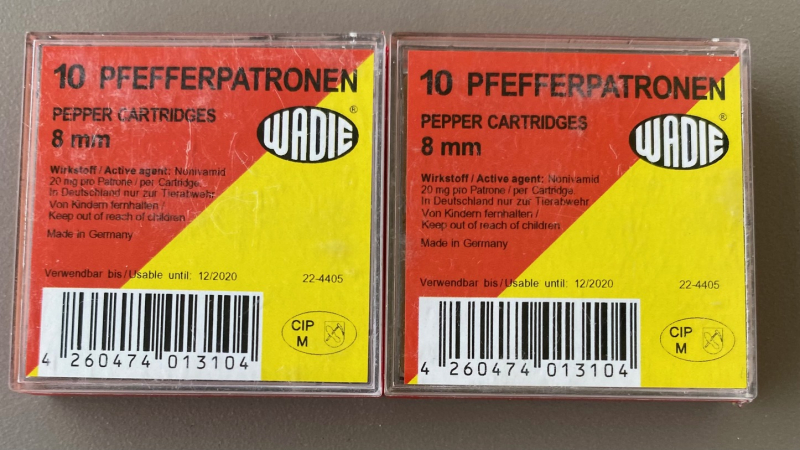 10 PFEFFERPATRONEN
PEPPER CARTRIDGES
8 mm
WADIE®
Wirkstoff / Active agent: Nonivamid
20 mg pro Patrone / per Cartridge.
In Deutschland nur zur Tierabwehr
Von Kindern fernhalten /
Keep out of reach of children
Made in Germany
Verwendbar bis / Usable until: 12/2020
22-4405
CIP
M
4 260474 013104
10 PFEFFERPATRONEN
PEPPER CARTRIDGES
8 mm
WADIE®
Wirkstoff / Active agent: Nonivamid
20 mg pro Patrone / per Cartridge.
In Deutschland nur zur Tierabwehr
Von Kindern fernhalten /
Keep out of reach of children
Made in Germany
Verwendbar bis / Usable until: 12/2020
22-4405
CIP
M
4 260474 013104